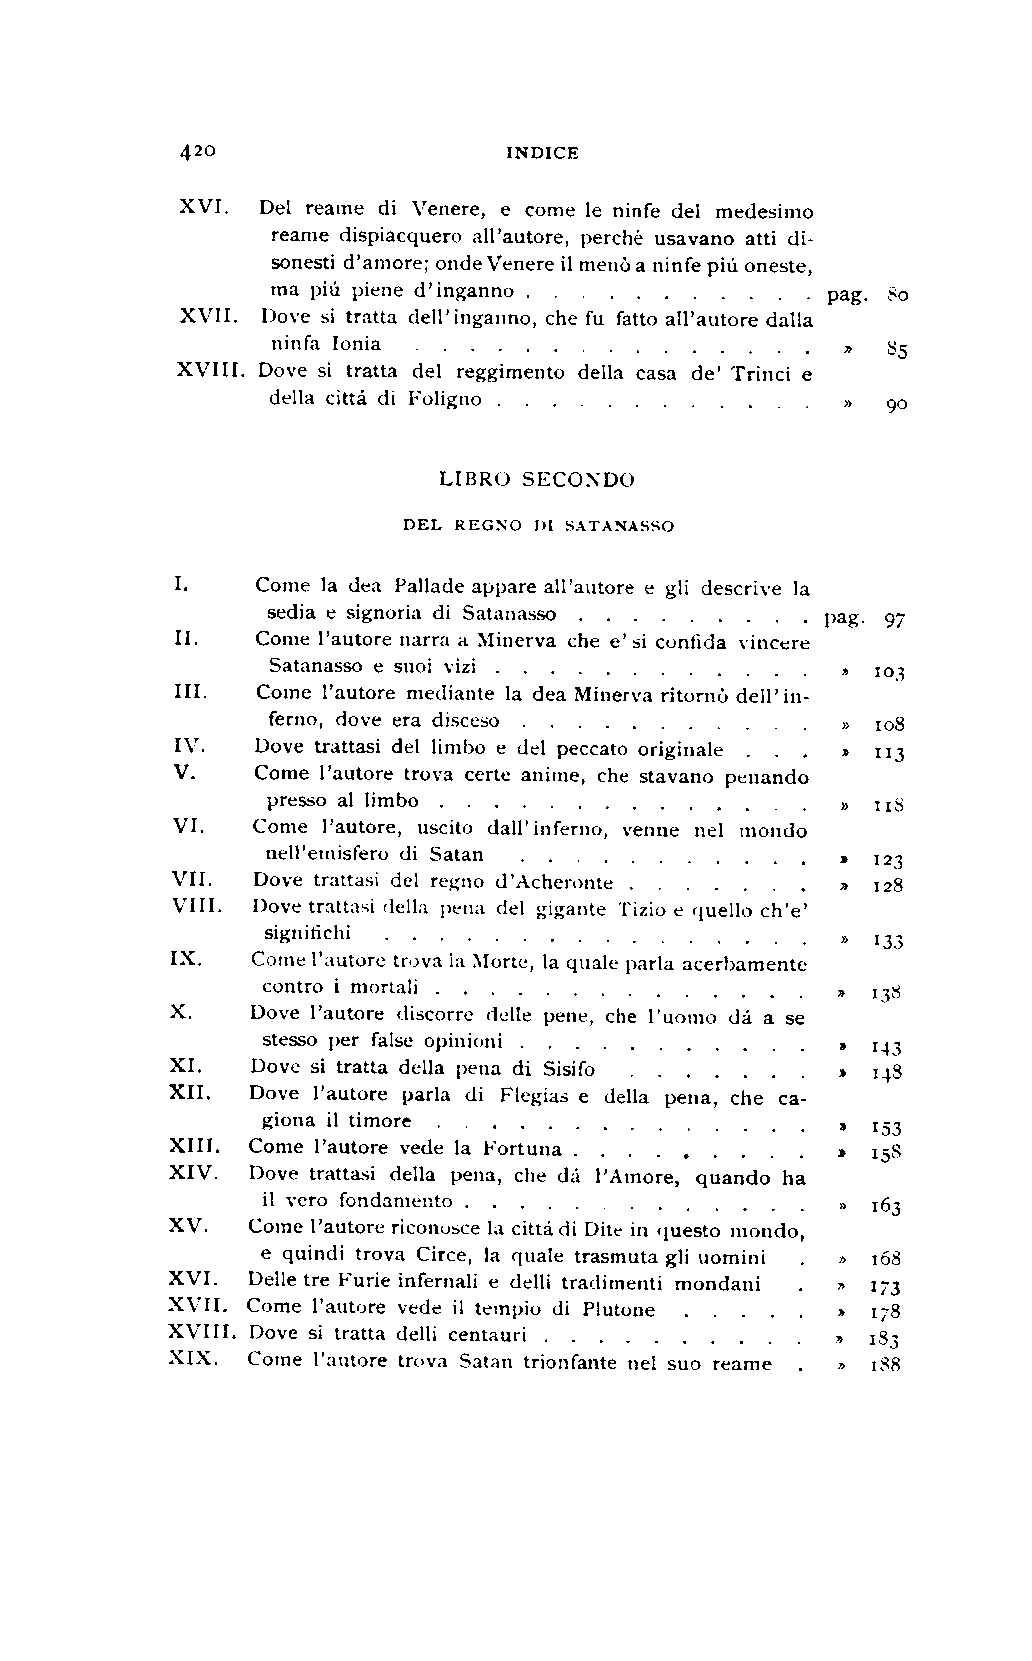 420 INDICE
XVI. Del reame di Venere, e come le ninfe del medesimo
reame dispiacquero all'autore, perché usavano atti di-
sonesti d'amore; onde Venere il menò a ninfe piú oneste,
ma piú piene d'inganno . . . . . . . . . . . pag. 80
XVII. Dove si tratta dell'inganno, che fu fatto all'autore dalla
ninfa Ionia . . . . . . . . . . . . . . . » 85
XVIII. Dove si tratta del reggimento della casa de' Trinci e
della cittá di Foligno . . . . . . . . . . . . » 90
LIBRO SECONDO
DEL REGNO DI SATANASSO
I. Come la dea Pallade appare all'autore e gli descrive la
sedia e signoria di Satanasso . . . . . . . . . pag. 97
II. Come l'autore narra a Minerva che e' si confida vincere
Satanasso e suoi vizi . . . . . . . . . . . . » 103
III. Come l'autore mediante la dea Minerva ritornò dell'in-
ferno, dove era disceso . . . . . . . . . . . » 108
IV. Dove trattasi del limbo e del peccato originale . . . » 113
V. Come l'autore trova certe anime, che stavano penando
presso al limbo . . . . . . . . . . . . . . » 118
VI. Come l'autore, uscito dall'inferno, venne nel mondo
nell'emisfero di Satan . . . . . . . . . . . » 123
VII. Dove trattasi del regno d'Acheronte . . . . . . . » 128
VIII. Dove trattasi della pena del gigante Tizio e quello ch'e'
significhi . . . . . . . . . . . . . . . . » 133
IX. Come l'autore trova la Morte, la quale parla acerbamente
contro i mortali . . . . . . . . . . . . . . » 138
X. Dove l'autore discorre delle pene, che l'uomo dá a se
stesso per false opinioni . . . . . . . . . . . » 143
XI. Dove si tratta della pena di Sisifo . . . . . . . » 148
XII. Dove l'autore parla di Flegias e della pena, che ca-
giona il timore . . . . . . . . . . . . . . » 153
XIII. Come l'autore vede la Fortuna . . . . . . . . . » 158
XIV. Dove trattasi della pena, che dá l'Amore, quando ha
il vero fondamento . . . . . . . . . . . . . » 163
XV. Come l'autore riconosce la cittá di Dite in questo mondo,
e quindi trova Circe, la quale trasmuta gli uomini . » 168
XVI. Delle tre Furie infernali e delli tradimenti mondani . » 173
XVII. Come l'autore vede il tempio di Plutone . . . . . » 178
XVIII. Dove si tratta delli centauri . . . . . . . . . . » 183
XIX. Come l'autore trova Satan trionfante nel suo reame . » 188